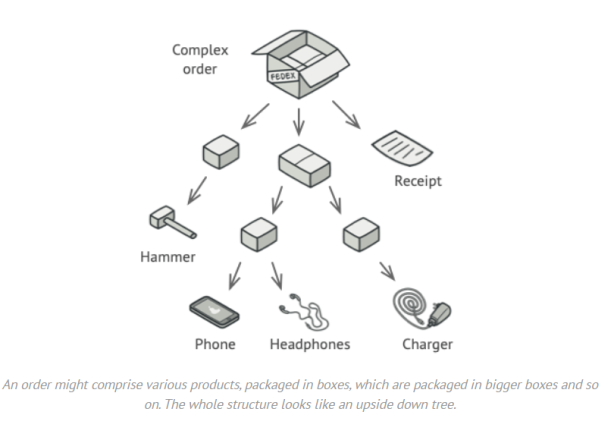 Complex
order
FEDEX
Receipt
Hammer
Phone
Headphones
Charger
An order might comprise various products, packaged in boxes, which are packaged in bigger boxes and so
on. The whole structure looks like an upside down tree.